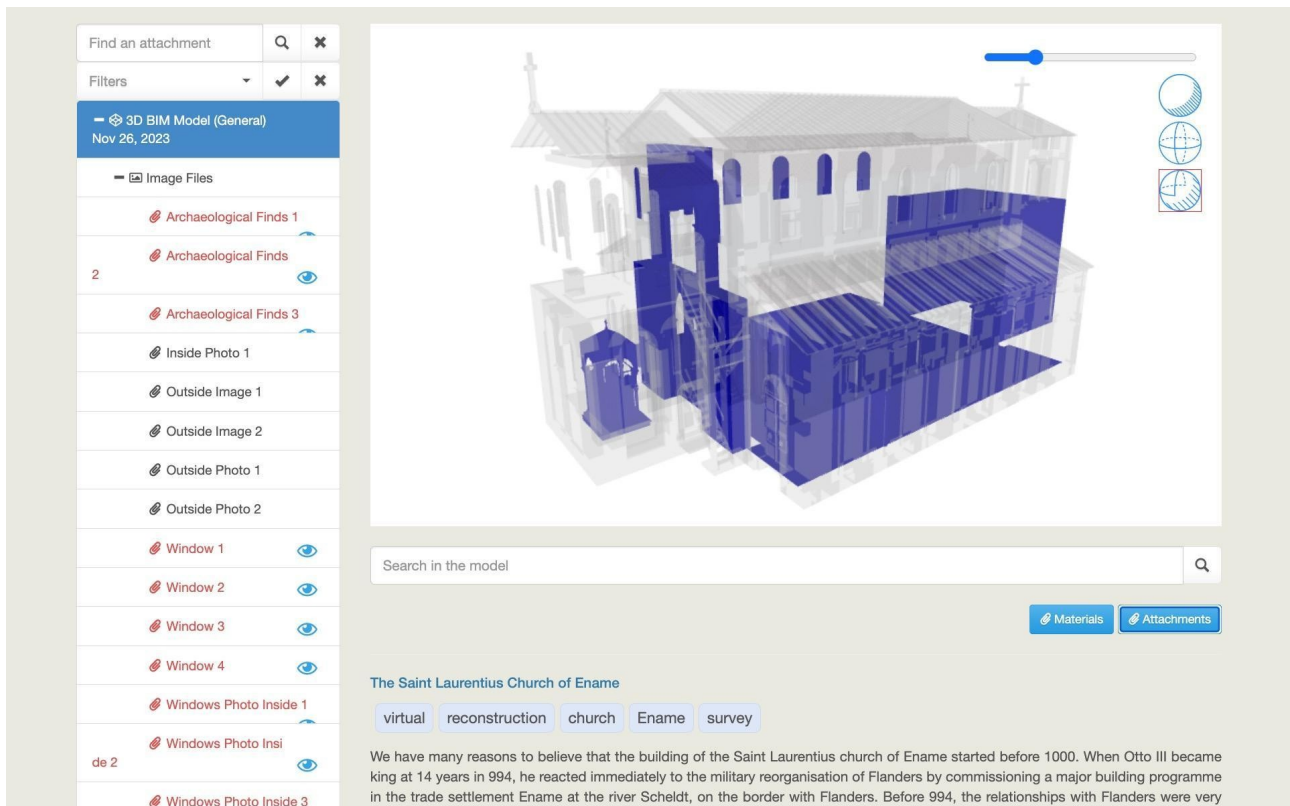 Find an attachment
Filters
3D BIM Model (General)
Nov 26, 2023
Image Files
Archaeological Finds 1
Archaeological Finds
2
Archaeological Finds 3
Inside Photo 1
Outside Image 1
Outside Image 2
Outside Photo 1
Outside Photo 2
Window 1
Window 2
Window 3
Window 4
Windows Photo Inside 1
Windows Photo Insi
de 2
Windows Photo Inside 3
Search in the model
Materials
Attachments
The Saint Laurentius Church of Ename
virtual reconstruction church Ename survey
We have many reasons to believe that the building of the Saint Laurentius church of Ename started before 1000. When Otto III became
king at 14 years in 994, he reacted immediately to the military reorganisation of Flanders by commissioning a major building programme
in the trade settlement Ename at the river Scheldt, on the border with Flanders. Before 994, the relationships with Flanders were very